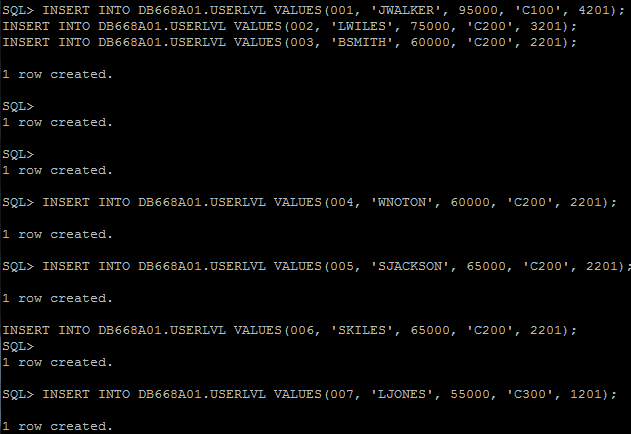 SQL> INSERT INTO DB668A01.USERLVL VALUES(001, 'JWALKER', 95000, 'C100', 4201);
INSERT INTO DB668A01.USERLVL VALUES(002, 'LWILES', 75000, 'C200', 3201);
INSERT INTO DB668A01.USERLVL VALUES(003, 'BSMITH', 60000, 'C200', 2201);
1 row created.
SQL>
1 row created.
SQL>
1 row created.
SQL> INSERT INTO DB668A01.USERLVL VALUES(004, 'WNOTON', 60000, 'C200', 2201);
1 row created.
SQL> INSERT INTO DB668A01.USERLVL VALUES(005, 'SJACKSON', 65000, 'C200', 2201);
1 row created.
INSERT INTO DB668A01.USERLVL VALUES(006, 'SKILES', 65000, 'C200', 2201);
SQL>
1 row created.
SQL> INSERT INTO DB668A01.USERLVL VALUES(007, 'LJONES', 55000, 'C300', 1201);
1 row created.